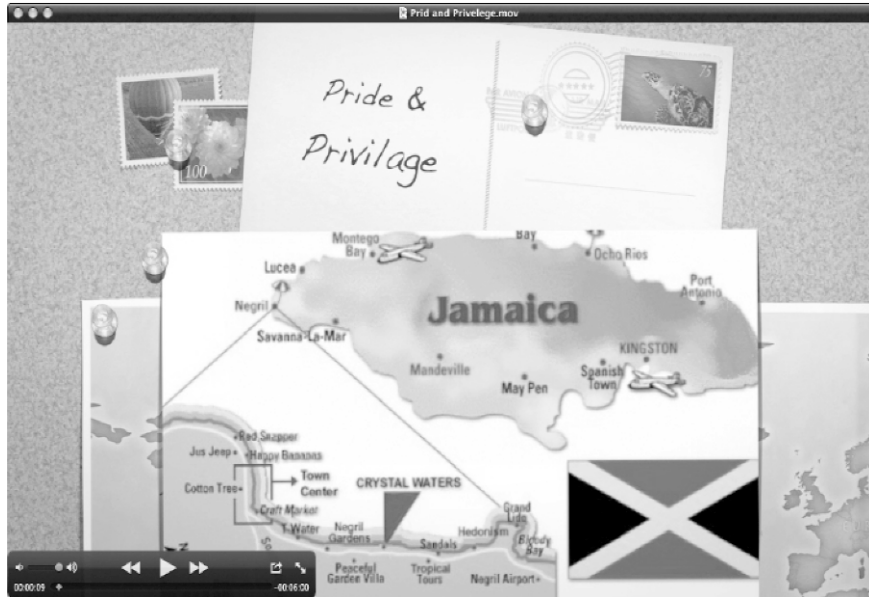 Prid and Privelege.mov
75
Pride &
Privilage
100
Montego
Bay
Bay
Ocho Rios
Lucea
Port
Antonio
Negril
Jamaica
Savanna-La-Mar
KINGSTON
Mandeville
Spanish
Town
May Pen
Red Snapper
Jus Jeep
Happy Bananas
Town
Center
CRYSTAL WATERS
Cotton Tree
Craft Market
Grand
Lido
T-Water
Negril
Gardens
Hedonism
Bloody
Bay
Sandals
Peaceful
Garden Villa
Tropical
Tours
Negril Airport
00:00:09
-00:06:00